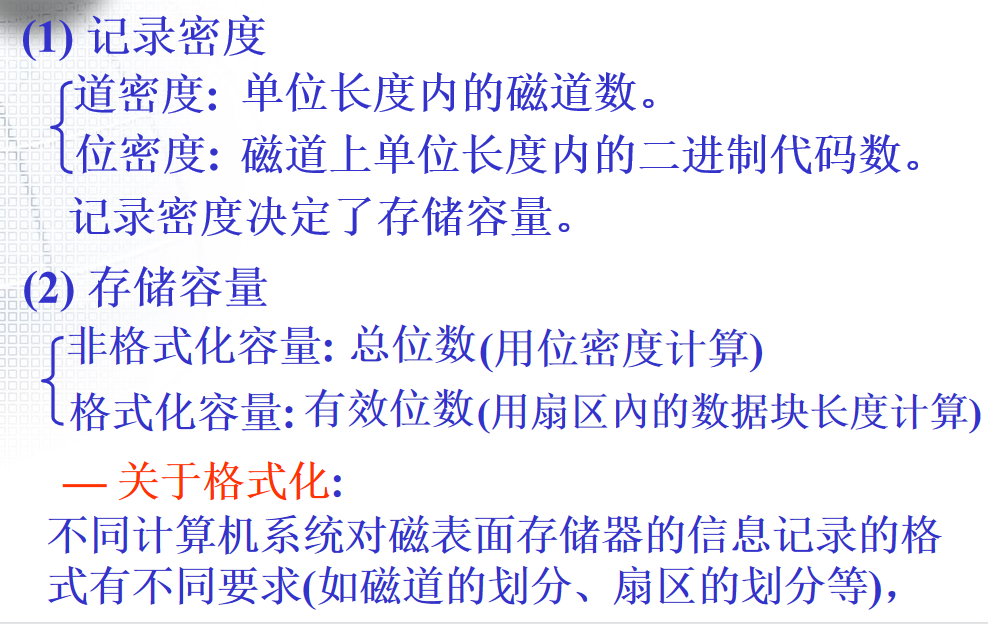 (1) 记录密度
道密度: 单位长度内的磁道数。
位密度: 磁道上单位长度内的二进制代码数。
记录密度决定了存储容量。
(2) 存储容量
非格式化容量: 总位数(用位密度计算)
格式化容量: 有效位数(用扇区内的数据块长度计算)
— 关于格式化:
不同计算机系统对磁表面存储器的信息记录的格
式有不同要求(如磁道的划分、扇区的划分等),